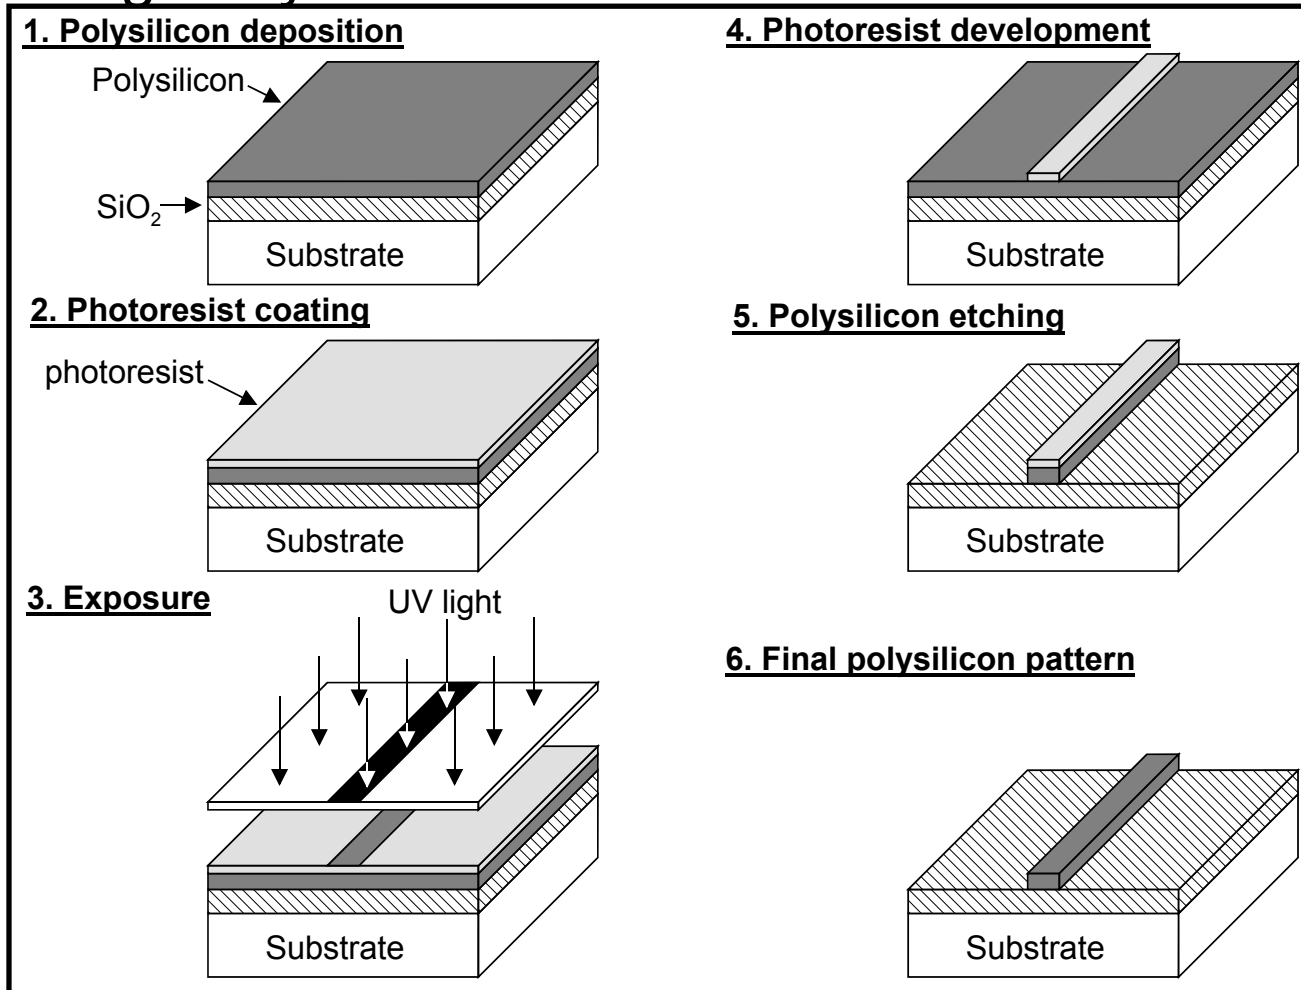 1. Polysilicon deposition
Polysilicon
SiO2
Substrate
2. Photoresist coating
photoresist
Substrate
3. Exposure
UV light
Substrate
4. Photoresist development
Substrate
5. Polysilicon etching
Substrate
6. Final polysilicon pattern
Substrate